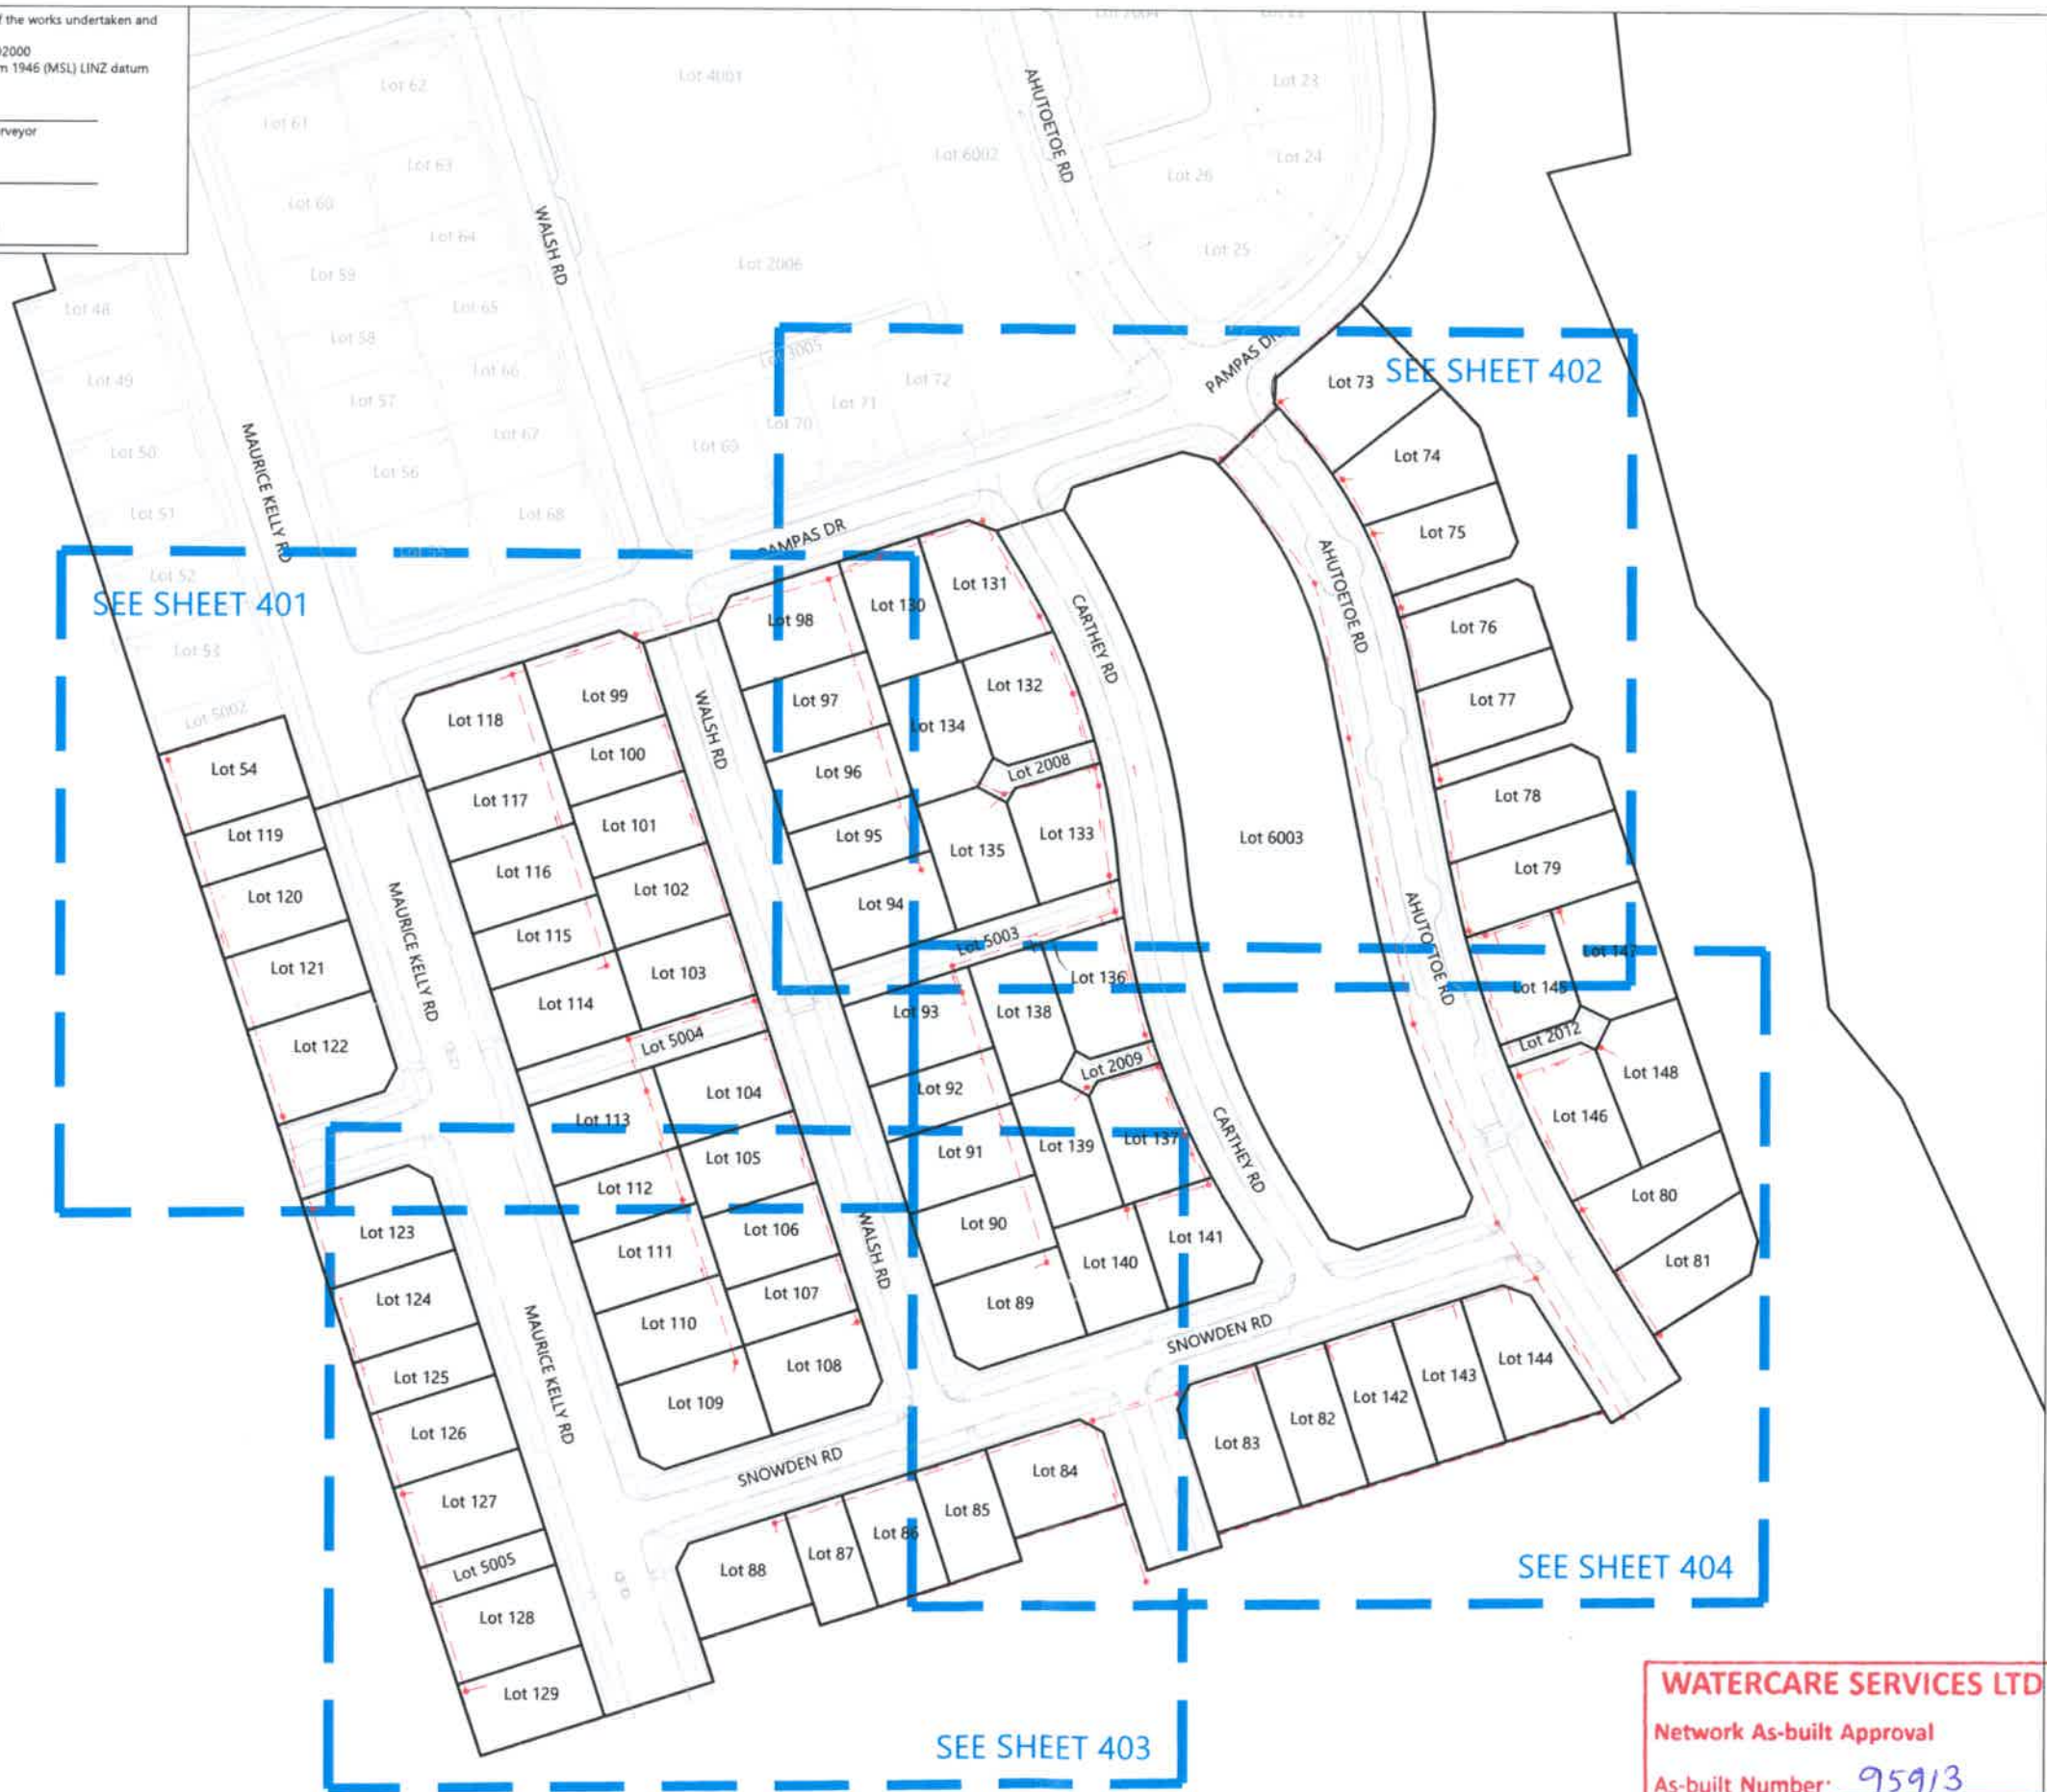 f the works undertaken and
02000
n 1946 (MSL) LINZ datum
rveyor
Lot 62
Lot 4001
Lot 23
Lot 61
Lot 63
Lot 6002
AHUTOETOE RD
Lot 24
Lot 26
Lot 60
Lot 64
WALSH RD
Lot 25
Lot 59
Lot 2006
Lot 48
Lot 65
Lot 58
Lot 3005
PAMPAS DR
SEE SHEET 402
Lot 73
Lot 49
Lot 66
Lot 72
Lot 57
Lot 71
Lot 70
Lot 67
Lot 69
Lot 74
Lot 50
MAURICE KELLY RD
Lot 56
Lot 51
Lot 68
PAMPAS DR
Lot 75
Lot 55
Lot 52
SEE SHEET 401
Lot 53
Lot 98
Lot 130
Lot 131
CARTHEY RD
AHUTOETOE RD
Lot 76
Lot 5002
Lot 118
Lot 99
WALSH RD
Lot 97
Lot 134
Lot 132
Lot 77
Lot 54
Lot 117
Lot 100
Lot 96
Lot 2008
Lot 78
Lot 119
Lot 116
Lot 101
Lot 95
Lot 135
Lot 133
Lot 6003
Lot 79
Lot 120
MAURICE KELLY RD
Lot 115
Lot 102
Lot 94
Lot 5003
AHUTOETOE RD
Lot 147
Lot 121
Lot 114
Lot 103
Lot 93
Lot 138
Lot 136
Lot 145
Lot 122
Lot 5004
Lot 2009
Lot 2012
Lot 113
Lot 104
Lot 92
Lot 148
Lot 146
Lot 112
Lot 105
Lot 91
Lot 139
Lot 137
CARTHEY RD
Lot 80
Lot 123
Lot 111
Lot 106
WALSH RD
Lot 90
Lot 140
Lot 141
Lot 81
Lot 124
Lot 110
Lot 107
Lot 89
SNOWDEN RD
Lot 125
MAURICE KELLY RD
Lot 109
Lot 108
Lot 144
Lot 143
Lot 142
Lot 82
Lot 83
Lot 126
SNOWDEN RD
Lot 84
Lot 127
Lot 85
Lot 86
Lot 87
Lot 88
Lot 5005
SEE SHEET 404
Lot 128
Lot 129
SEE SHEET 403
WATERCARE SERVICES LTD
Network As-built Approval
As-built Number: 95913